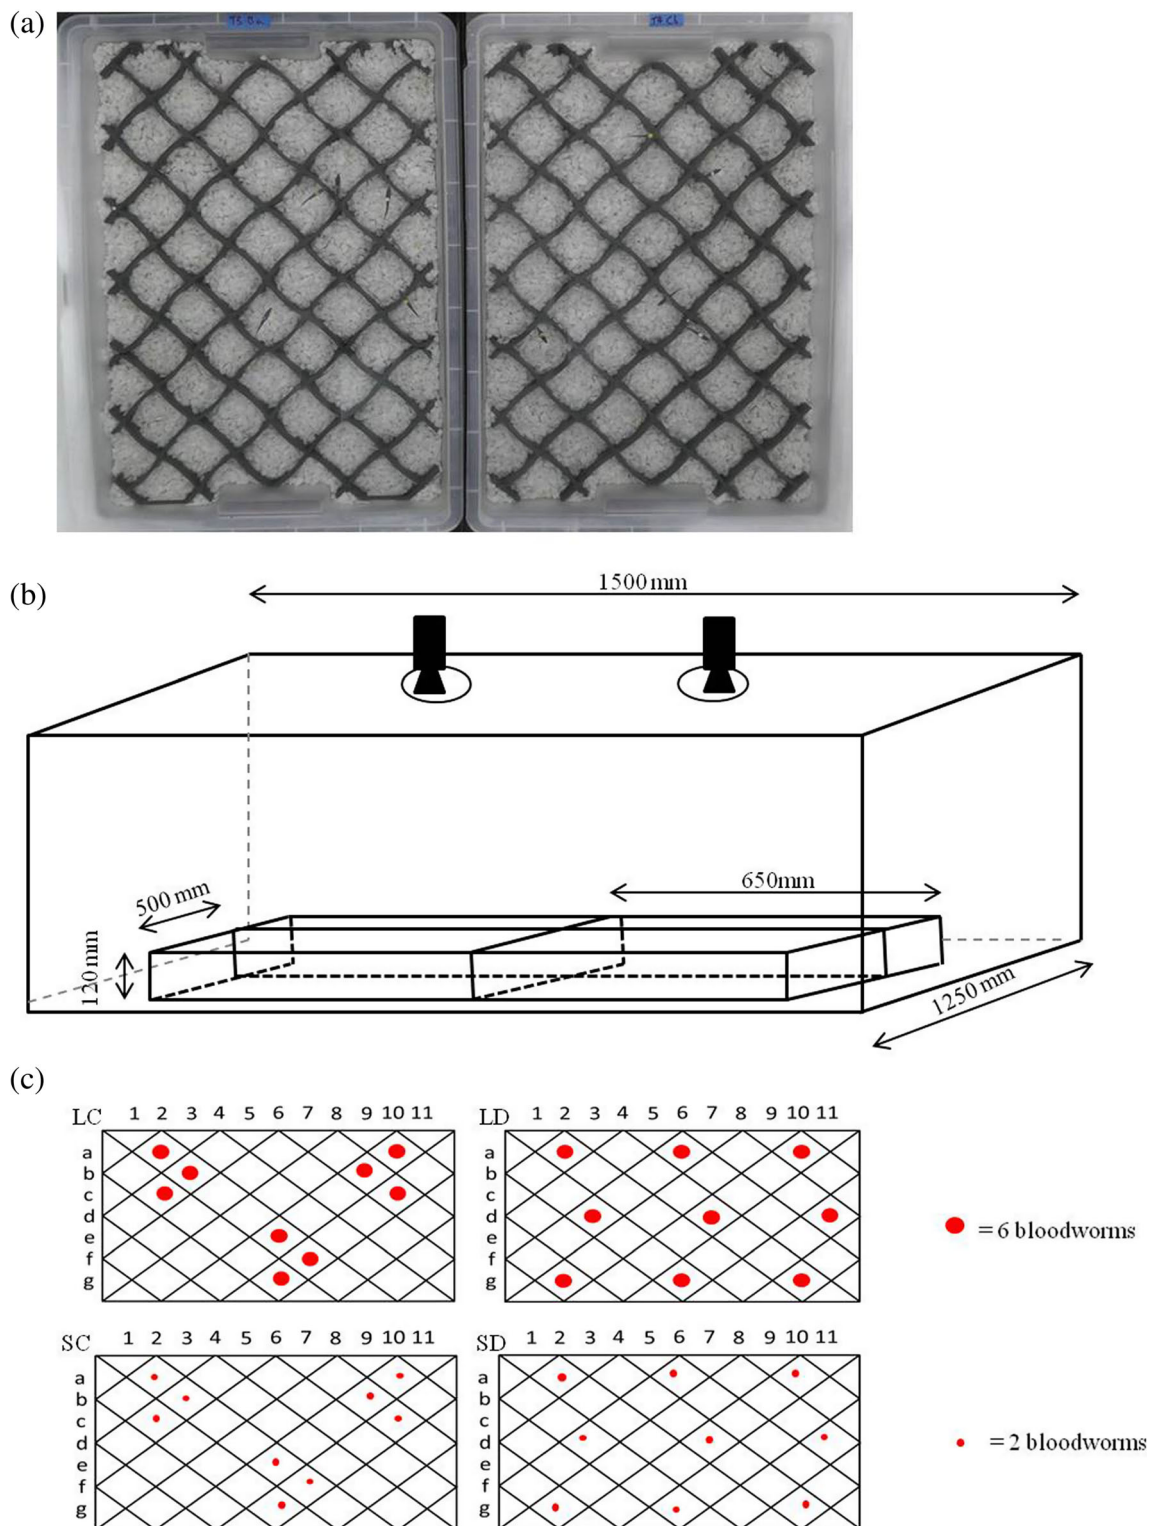 (a)
(b)
1500 mm
500 mm
650mm
120 mm
1250 mm
(c)
LC 1 2 3 4 5 6 7 8 9 10 11
a
b
c
d
e
f
g
LD 1 2 3 4 5 6 7 8 9 10 11
a
b
c
d
e
f
g
= 6 bloodworms
SC 1 2 3 4 5 6 7 8 9 10 11
a
b
c
d
e
f
g
SD 1 2 3 4 5 6 7 8 9 10 11
a
b
c
d
e
f
g
= 2 bloodworms